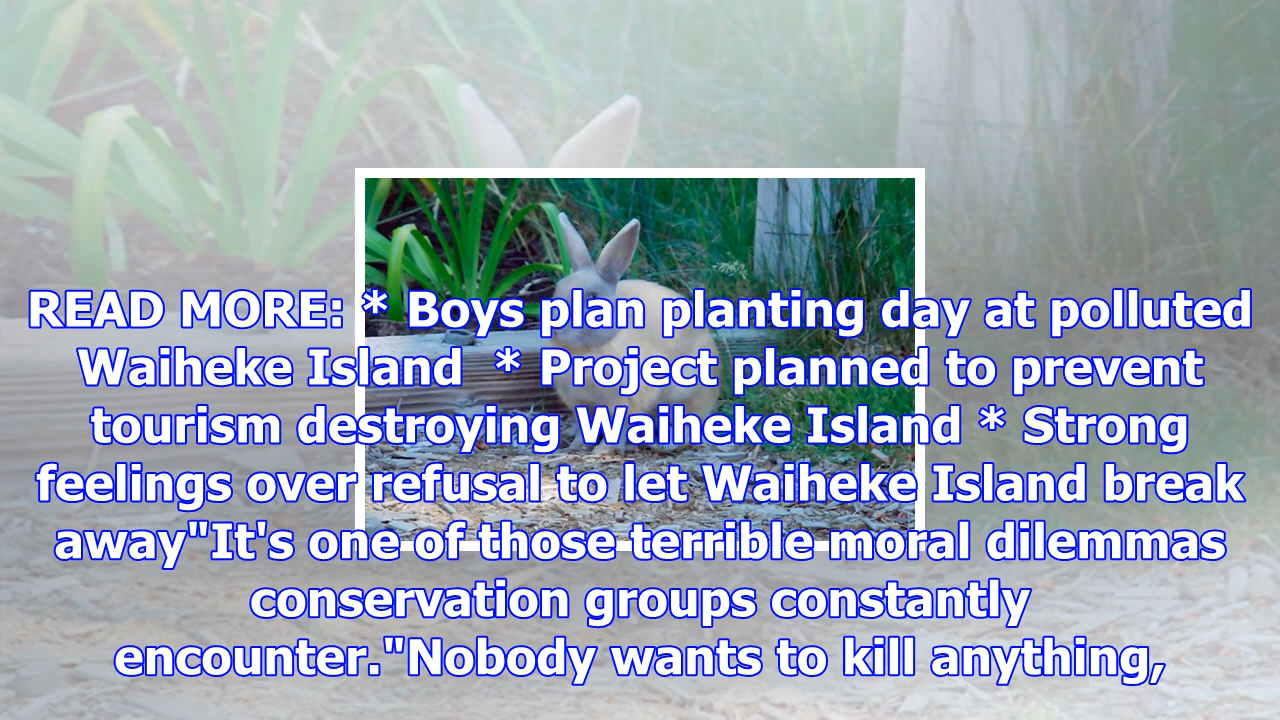 READ MORE: * Boys plan planting day at polluted
Waiheke Island  * Project planned to prevent
tourism destroying Waiheke Island * Strong
feelings over refusal to let Waiheke Island break
away"It's one of those terrible moral dilemmas
conservation groups constantly
encounter."Nobody wants to kill anything,